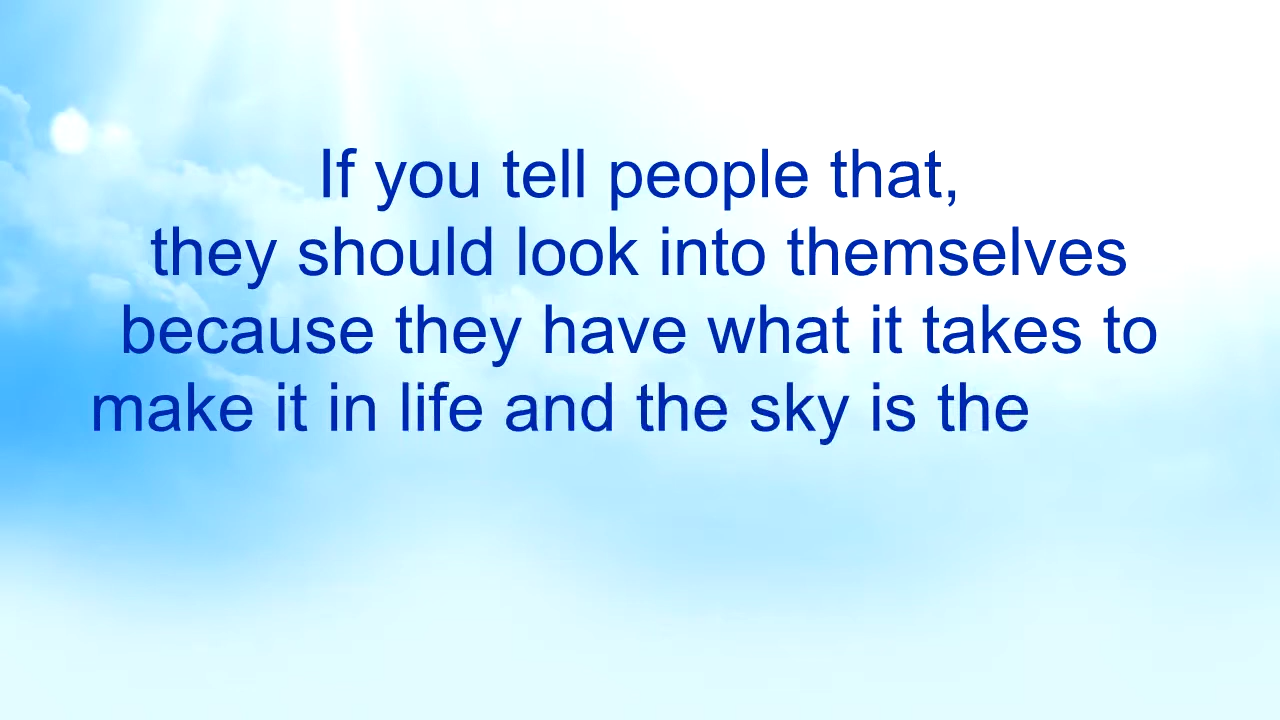 If you tell people that,
they should look into themselves
because they have what it takes to
make it in life and the sky is the